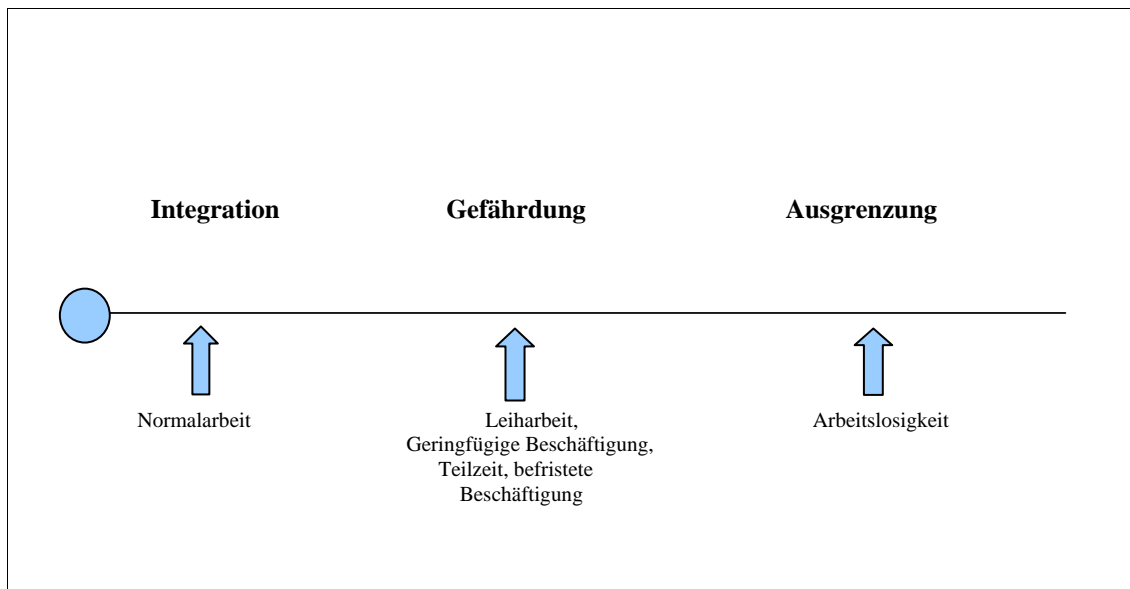 Integration
Gefährdung
Ausgrenzung
Normalarbeit
Leiharbeit,
Geringfügige Beschäftigung,
Teilzeit, befristete
Beschäftigung
Arbeitslosigkeit